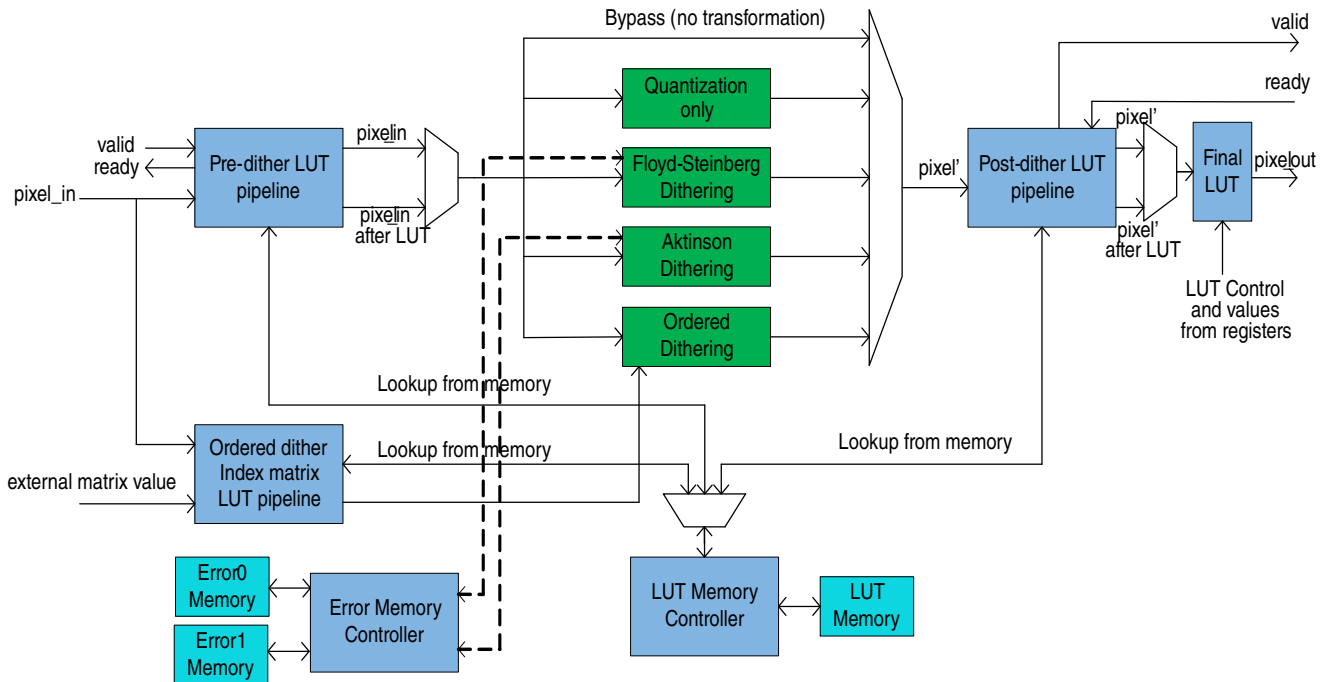 Bypass (no transformation)
valid
ready
Quantization
only
valid
ready
pixel_in
Pre-dither LUT
pipeline
pixel_in
pixel_in
after LUT
Floyd-Steinberg
Dithering
Aktinson
Dithering
Ordered
Dithering
pixel'
Post-dither LUT
pipeline
pixel'
pixel'
after LUT
Final
LUT
pixel_out
LUT Control
and values
from registers
Lookup from memory
Lookup from memory
Lookup from memory
external matrix value
Ordered dither
Index matrix
LUT pipeline
Error0
Memory
Error1
Memory
Error Memory
Controller
LUT Memory
Controller
LUT
Memory